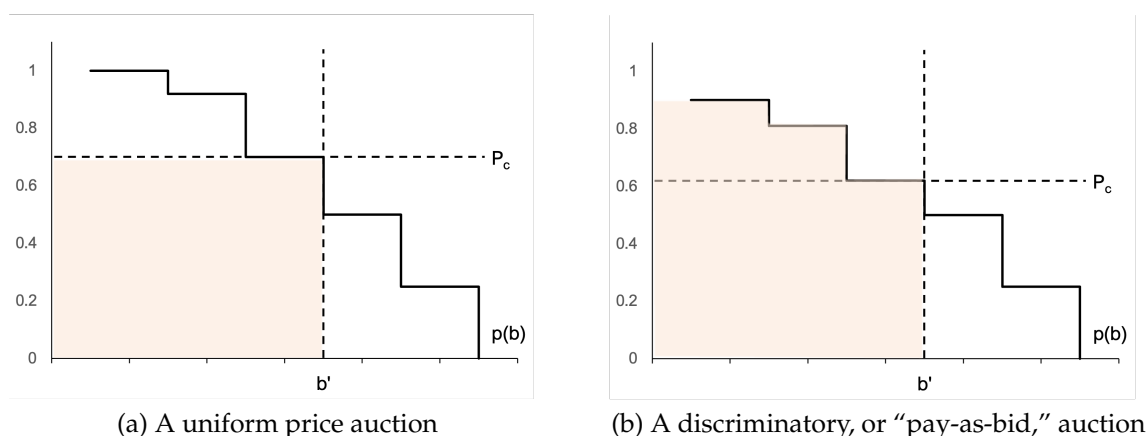 1
0.8
0.6
0.4
0.2
0
P_c
p(b)
b'
(a) A uniform price auction
1
0.8
0.6
0.4
0.2
0
P_c
p(b)
b'
(b) A discriminatory, or “pay-as-bid,” auction